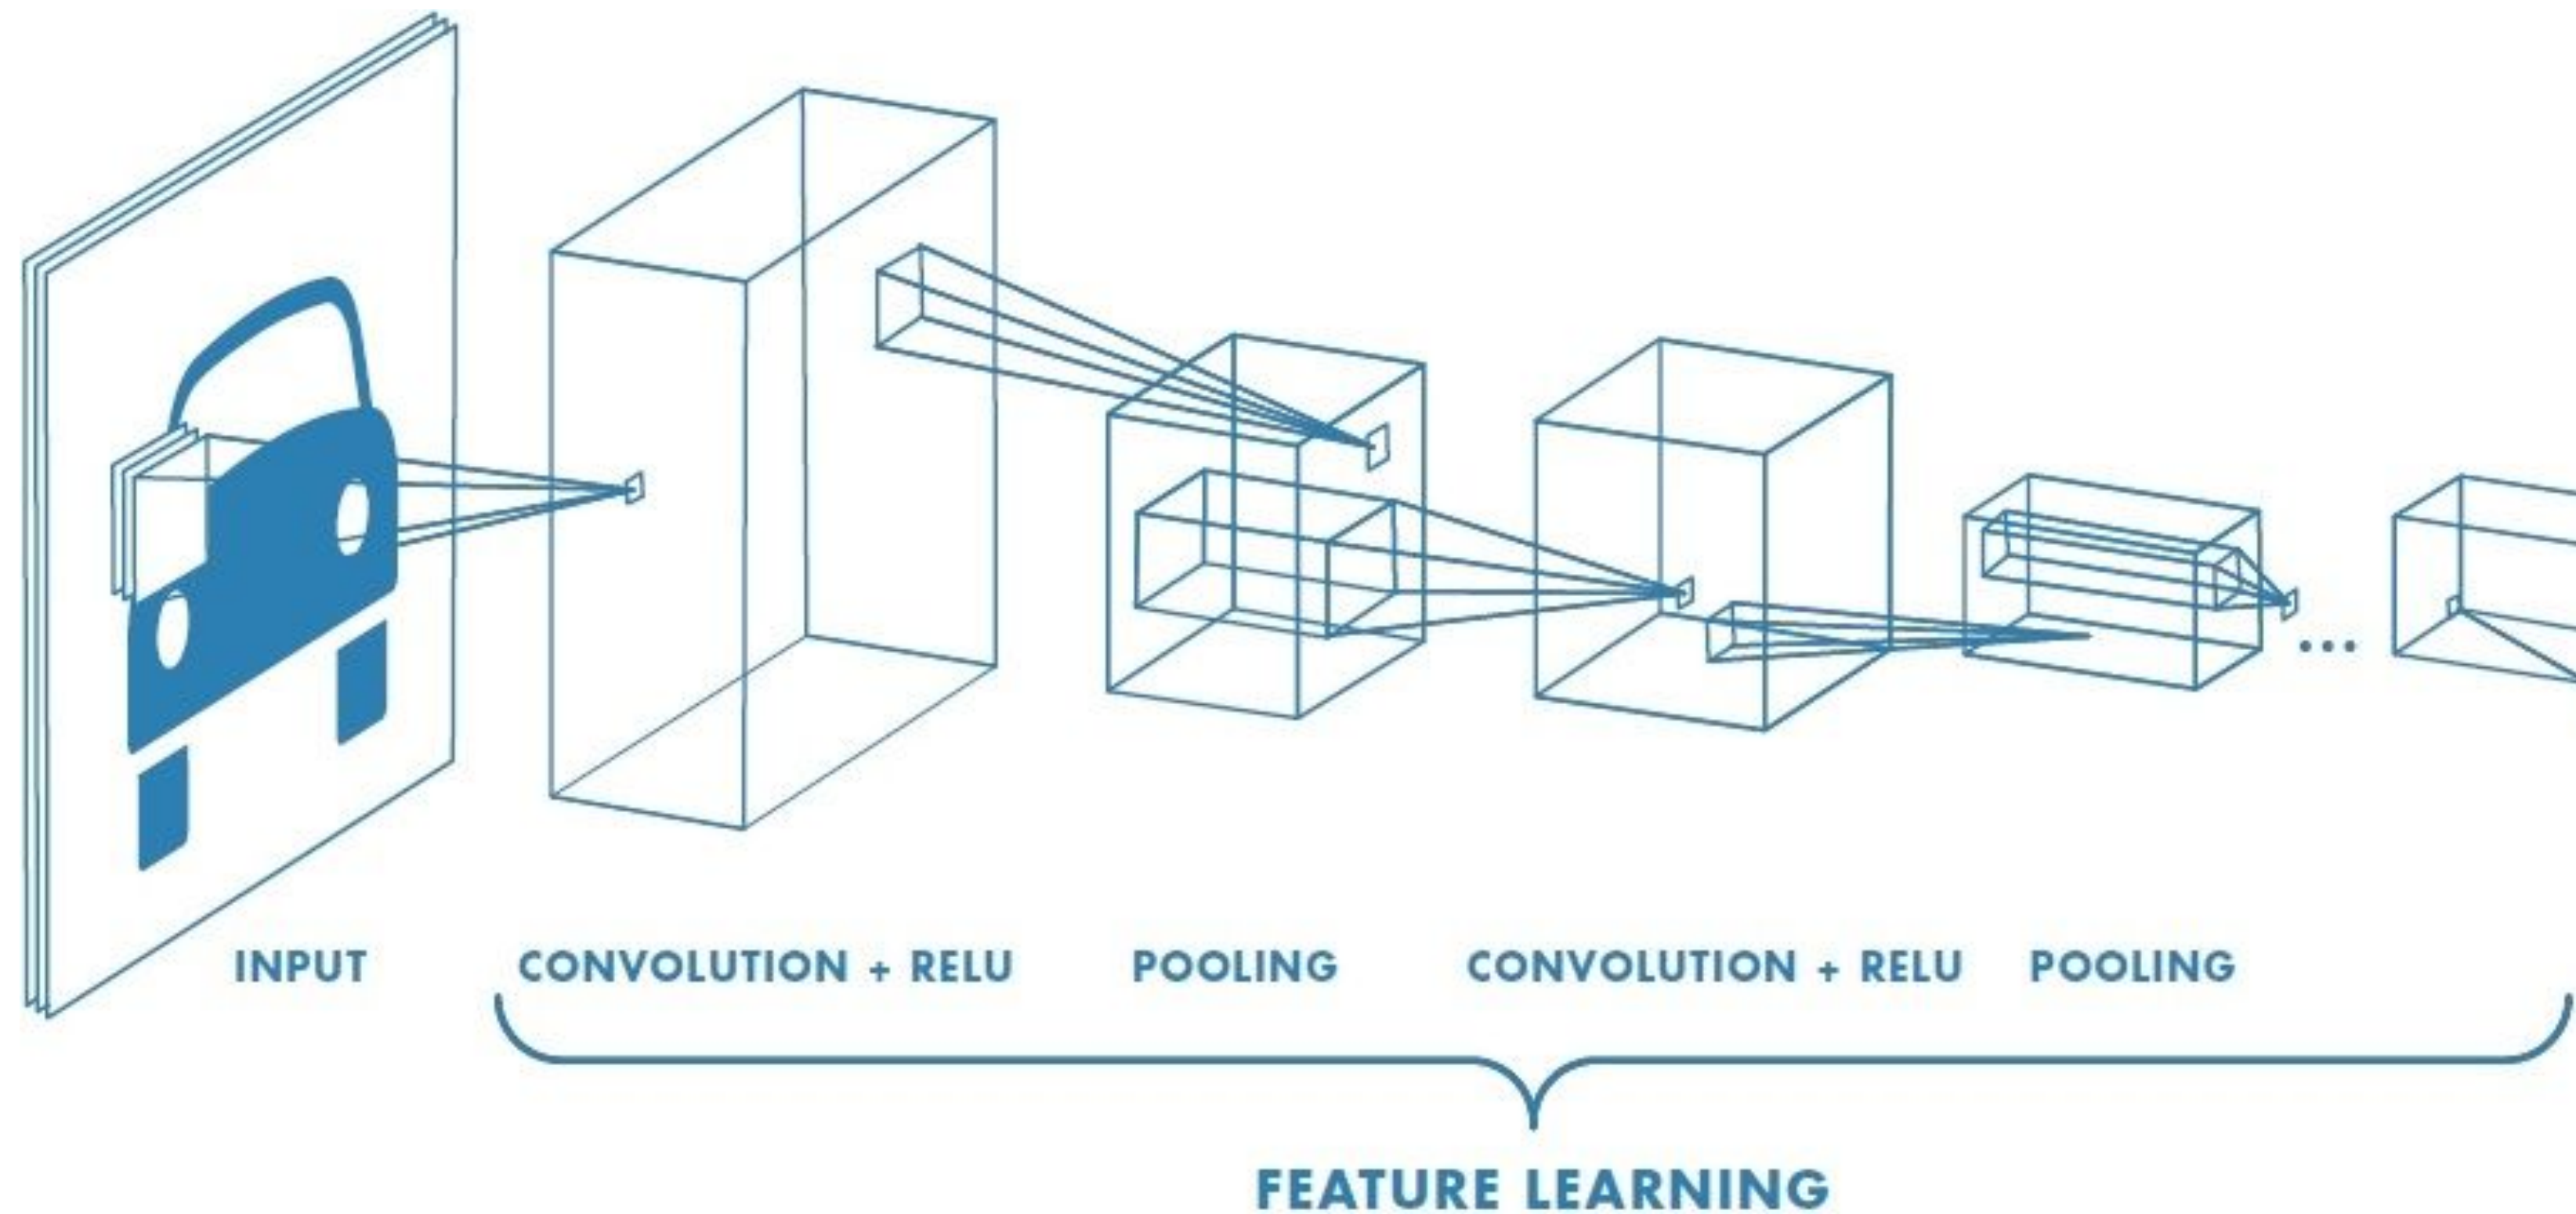 INPUT CONVOLUTION + RELU POOLING CONVOLUTION + RELU POOLING
FEATURE LEARNING